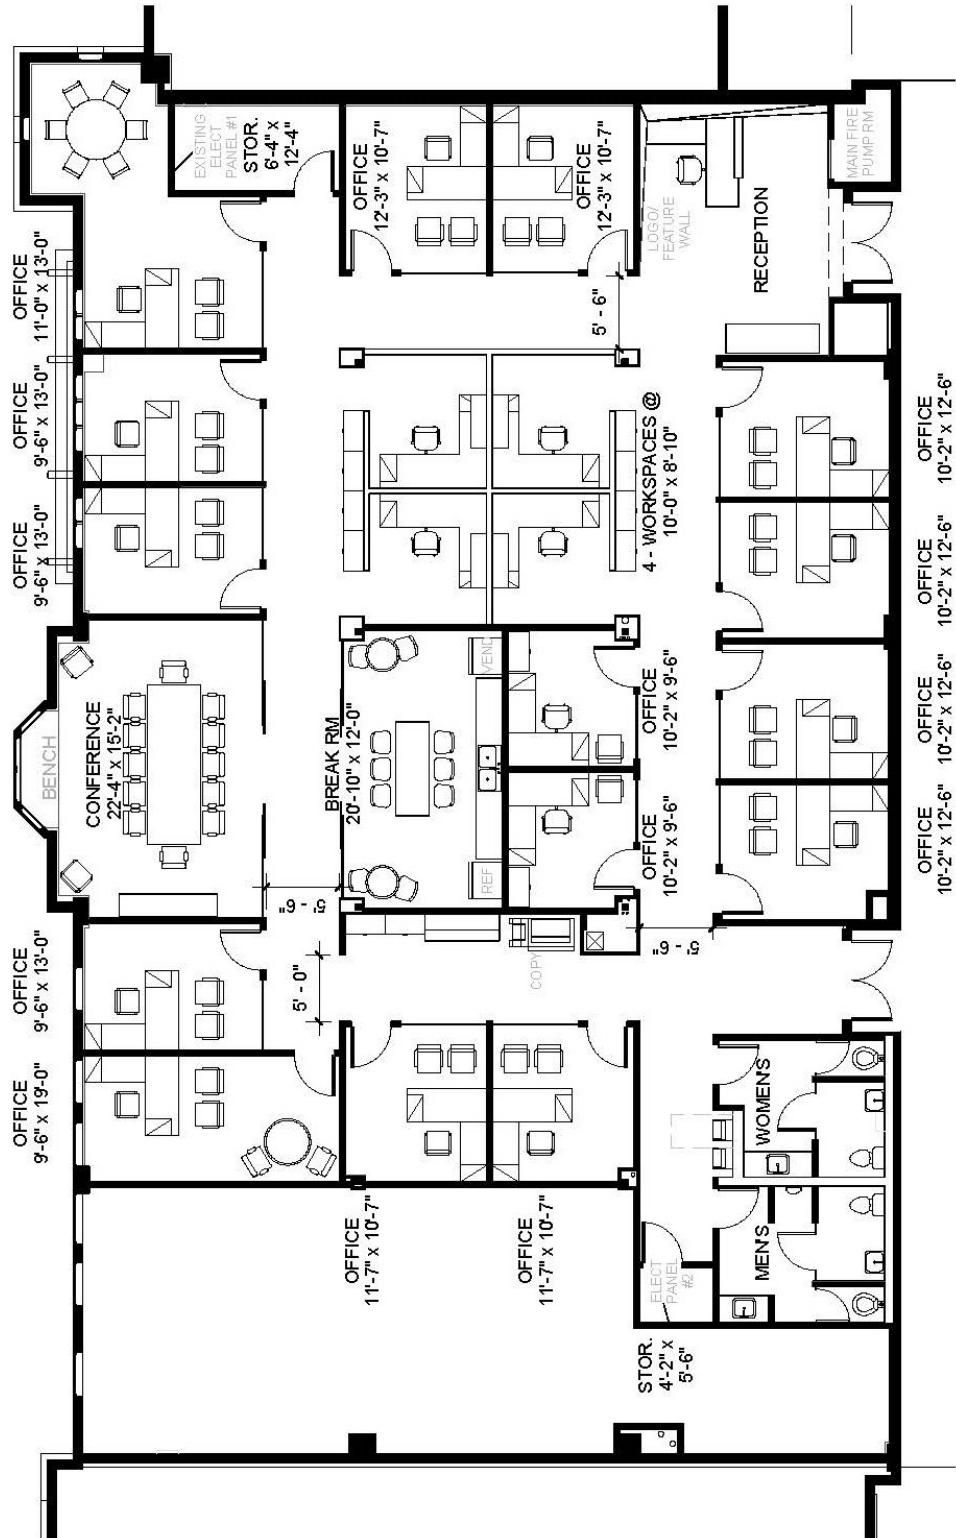 EXISTING
ELECT
PANEL #1
STOR.
6'-4" x
12'-4"
OFFICE
12'-3" x 10'-7"
OFFICE
12'-3" x 10'-7"
MAIN FIRE
PUMP RM
LOGO/
FEATURE
WALL
RECEPTION
OFFICE
11'-0" x 13'-0"
5' - 6"
OFFICE
9'-6" x 13'-0"
OFFICE
9'-6" x 13'-0"
4 - WORKSPACES @
10'-0" x 8'-10"
OFFICE
10'-2" x 12'-6"
OFFICE
10'-2" x 12'-6"
OFFICE
10'-2" x 12'-6"
OFFICE
10'-2" x 12'-6"
BENCH
CONFERENCE
22'-4" x 15'-2"
BREAK RM
20'-10" x 12'-0"
VEND
REF
OFFICE
10'-2" x 9'-6"
OFFICE
10'-2" x 9'-6"
5' - 6"
5' - 6"
5' - 0"
COPY
OFFICE
9'-6" x 13'-0"
OFFICE
9'-6" x 19'-0"
OFFICE
11'-7" x 10'-7"
OFFICE
11'-7" x 10'-7"
WOMEN'S
MEN'S
ELECT
PANEL
#2
STOR.
4'-2" x
5'-6"